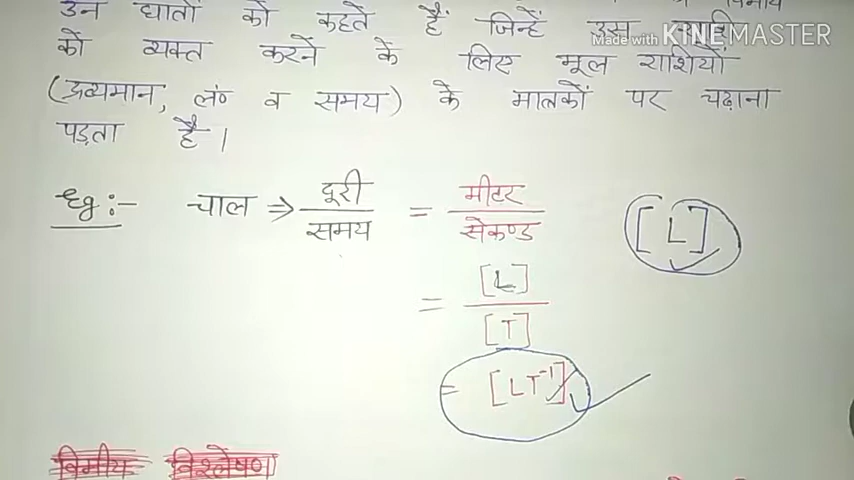 विमीय
उन घातों को कहते हैं जिन्हें उस
Made with KINEMASTER
को व्यक्त करने के लिए मूल राशियों
(द्रव्यमान, लं० व समय) के मात्रकों पर चढ़ाना
पड़ता है।
Eg :- चाल ⇒ दूरी/समय = मीटर/सेकण्ड [L]
= [L]/[T]
= [LT⁻¹]
विमीय विश्लेषण